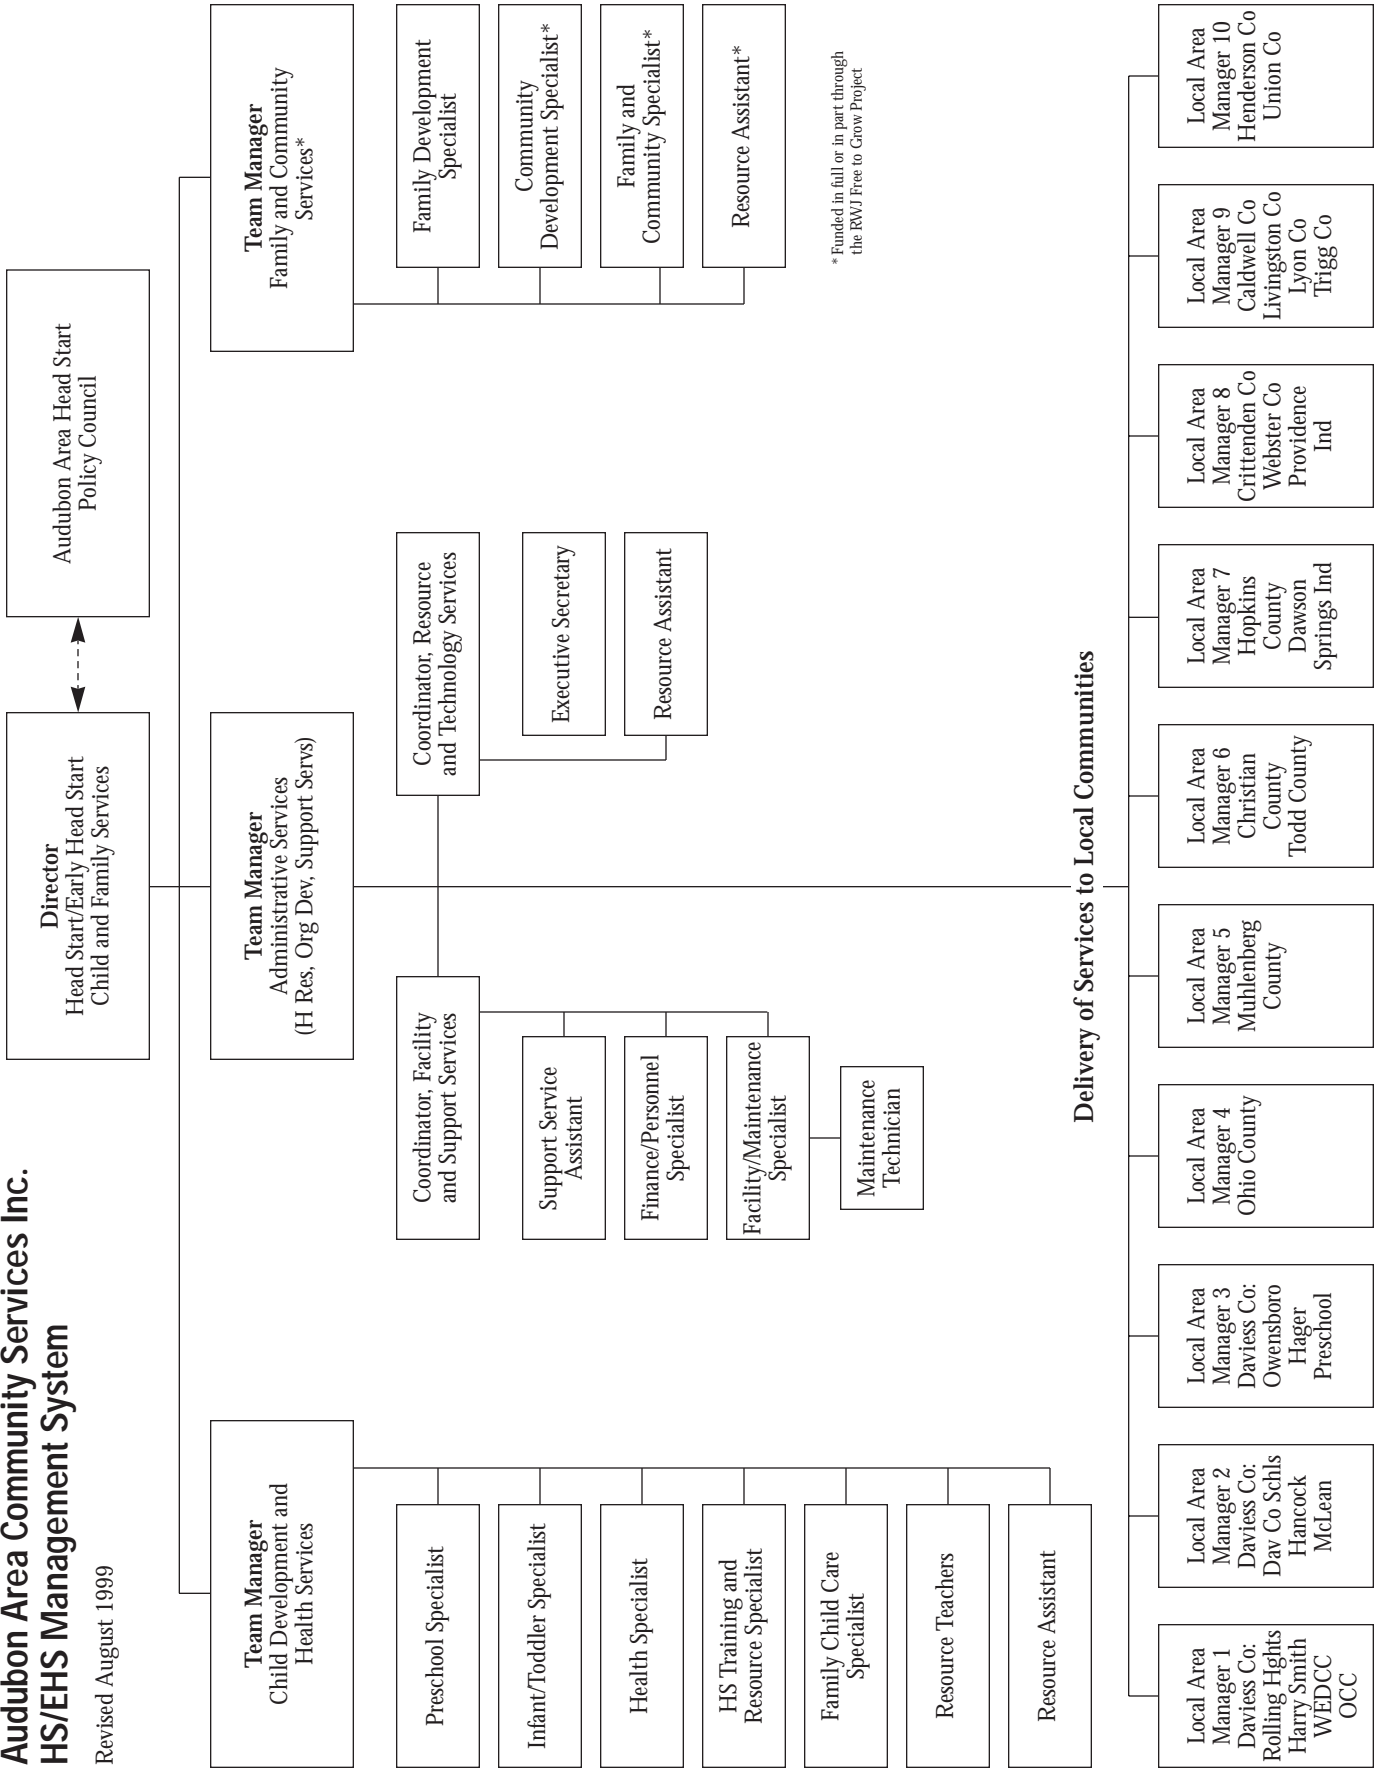 Audubon Area Community Services Inc.
HS/EHS Management System
Revised August 1999
Director
Head Start/Early Head Start
Child and Family Services
Audubon Area Head Start
Policy Council
Team Manager
Child Development and
Health Services
Team Manager
Administrative Services
(H Res, Org Dev, Support Servs)
Team Manager
Family and Community
Services*
Preschool Specialist
Infant/Toddler Specialist
Health Specialist
HS Training and
Resource Specialist
Family Child Care
Specialist
Resource Teachers
Resource Assistant
Coordinator, Facility
and Support Services
Support Service
Assistant
Finance/Personnel
Specialist
Facility/Maintenance
Specialist
Maintenance
Technician
Coordinator, Resource
and Technology Services
Executive Secretary
Resource Assistant
Family Development
Specialist
Community
Development Specialist*
Family and
Community Specialist*
Resource Assistant*
* Funded in full or in part through
the RWJ Free to Grow Project
Delivery of Services to Local Communities
Local Area
Manager 1
Daviess Co:
Rolling Hghts
Harry Smith
WEDCC
OCC
Local Area
Manager 2
Daviess Co:
Dav Co Schls
Hancock
McLean
Local Area
Manager 3
Daviess Co:
Owensboro
Hager
Preschool
Local Area
Manager 4
Ohio County
Local Area
Manager 5
Muhlenberg
County
Local Area
Manager 6
Christian
County
Todd County
Local Area
Manager 7
Hopkins
County
Dawson
Springs Ind
Local Area
Manager 8
Crittenden Co
Webster Co
Providence
Ind
Local Area
Manager 9
Caldwell Co
Livingston Co
Lyon Co
Trigg Co
Local Area
Manager 10
Henderson Co
Union Co